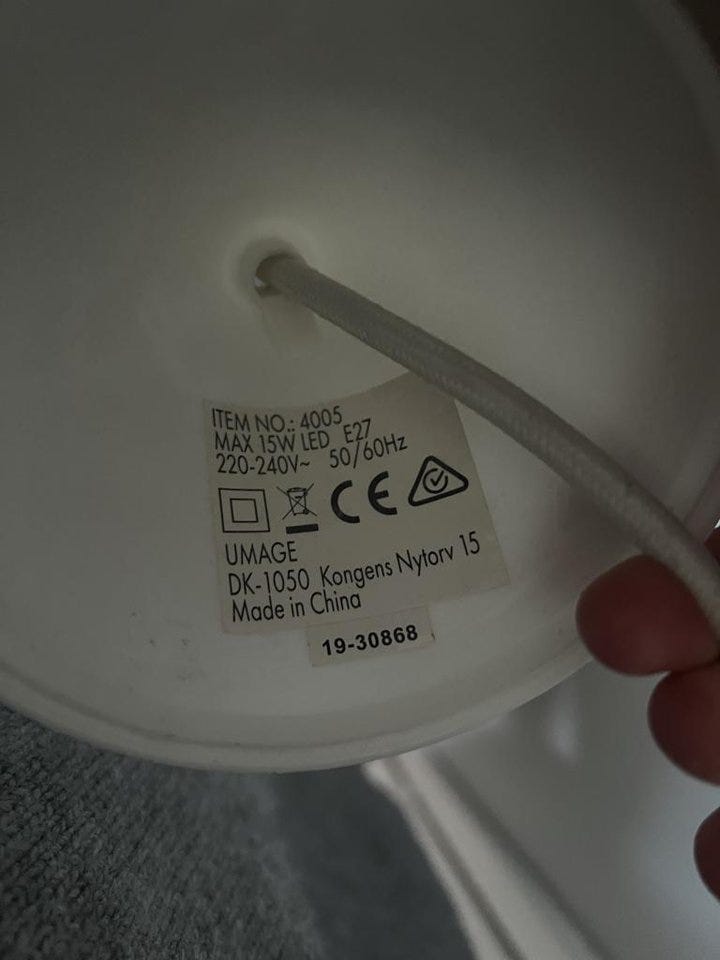 ITEM NO.: 4005
MAX 15W LED E27
220-240V~ 50/60Hz
CE
UMAGE
DK-1050 Kongens Nytorv 15
Made in China
19-30868